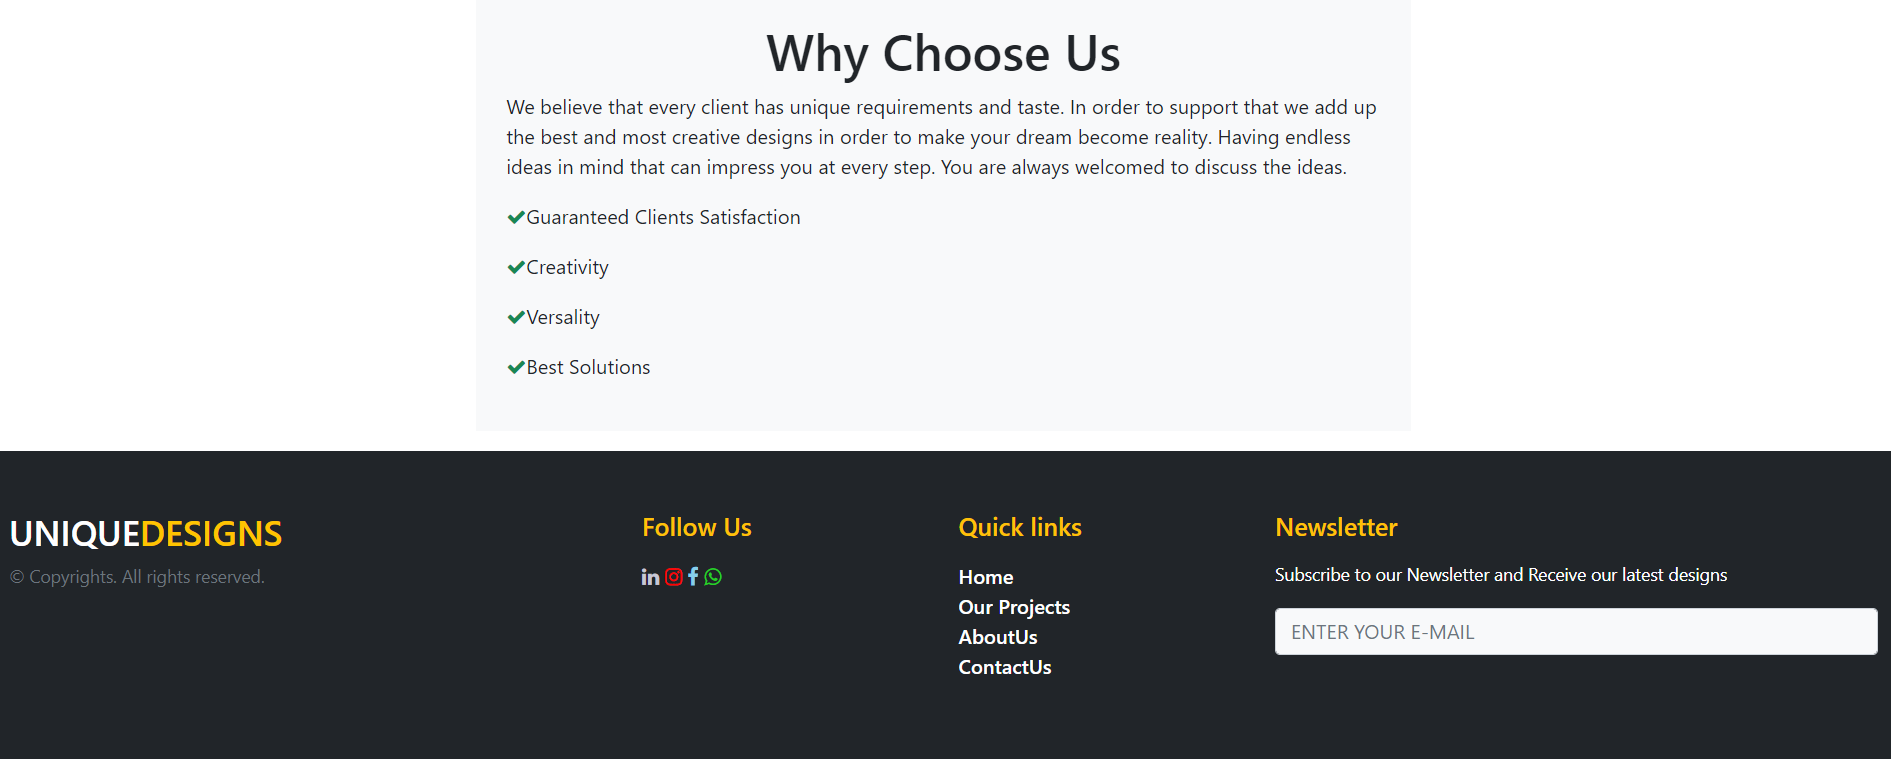 Why Choose Us
We believe that every client has unique requirements and taste. In order to support that we add up
the best and most creative designs in order to make your dream become reality. Having endless
ideas in mind that can impress you at every step. You are always welcomed to discuss the ideas.
Guaranteed Clients Satisfaction
Creativity
Versality
Best Solutions
UNIQUEDESIGNS
© Copyrights. All rights reserved.
Follow Us
Quick links
Home
Our Projects
AboutUs
ContactUs
Newsletter
Subscribe to our Newsletter and Receive our latest designs
ENTER YOUR E-MAIL